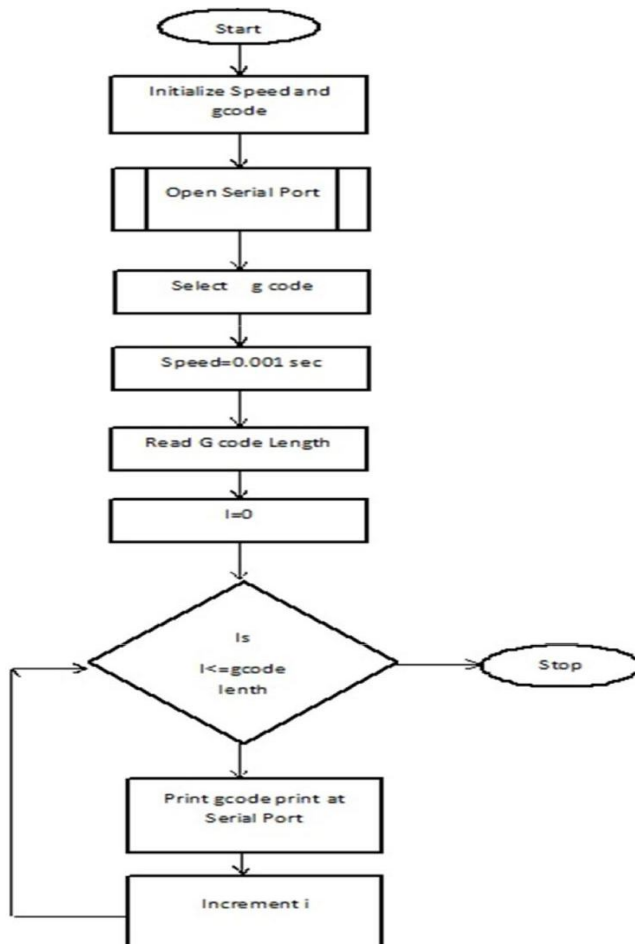 Start
Initialize Speed and
gcode
Open Serial Port
Select g code
Speed=0.001 sec
Read G code Length
I=0
Is
I<=gcode
lenth
Stop
Print gcode print at
Serial Port
Increment i